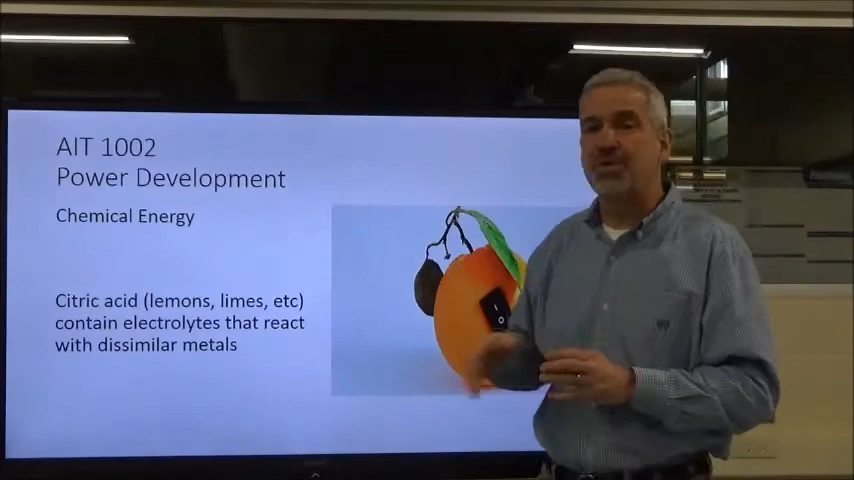 AIT 1002
Power Development
Chemical Energy
Citric acid (lemons, limes, etc)
contain electrolytes that react
with dissimilar metals